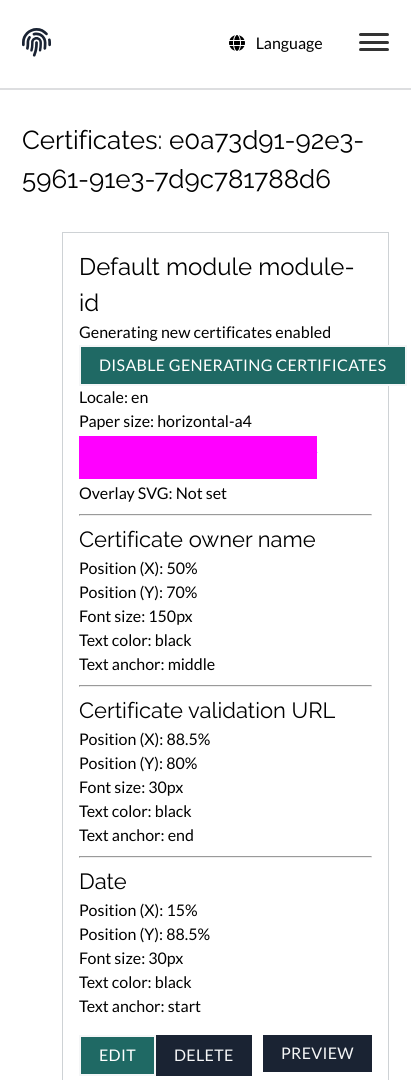 Language
Certificates: e0a73d91-92e3-
5961-91e3-7d9c781788d6
Default module module-
id
Generating new certificates enabled
DISABLE GENERATING CERTIFICATES
Locale: en
Paper size: horizontal-a4
Overlay SVG: Not set
Certificate owner name
Position (X): 50%
Position (Y): 70%
Font size: 150px
Text color: black
Text anchor: middle
Certificate validation URL
Position (X): 88.5%
Position (Y): 80%
Font size: 30px
Text color: black
Text anchor: end
Date
Position (X): 15%
Position (Y): 88.5%
Font size: 30px
Text color: black
Text anchor: start
EDIT DELETE PREVIEW